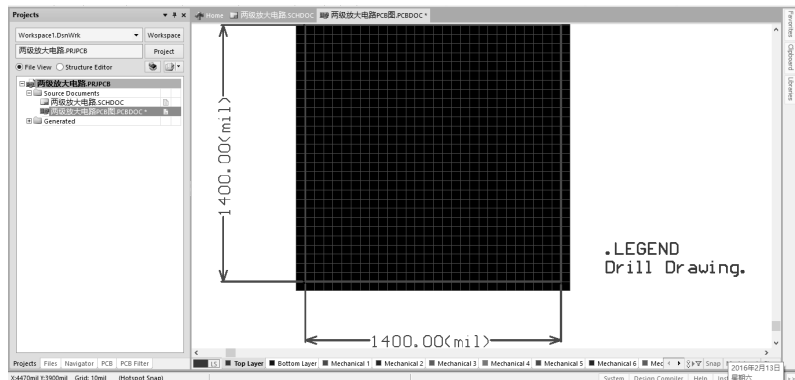 Projects
Home 两级放大电路.SCHDOC 两级放大电路PCB图.PCBDOC *
Workspace1.DsnWrk Workspace
两级放大电路.PRJPCB Project
File View Structure Editor
两级放大电路.PRJPCB
Source Documents
两级放大电路.SCHDOC
两级放大电路PCB图.PCBDOC *
Generated
1400.00(mil)
.LEGEND
Drill Drawing.
1400.00(mil)
Favorites
Clipboard
Libraries
Projects Files Navigator PCB PCB Filter
LS Top Layer Bottom Layer Mechanical 1 Mechanical 2 Mechanical 3 Mechanical 4 Mechanical 5 Mechanical 6 Mec Snap
2016年2月13日
星期六
X:4470mil Y:3900mil Grid: 10mil (Hotspot Snap)
System Design Compiler Help